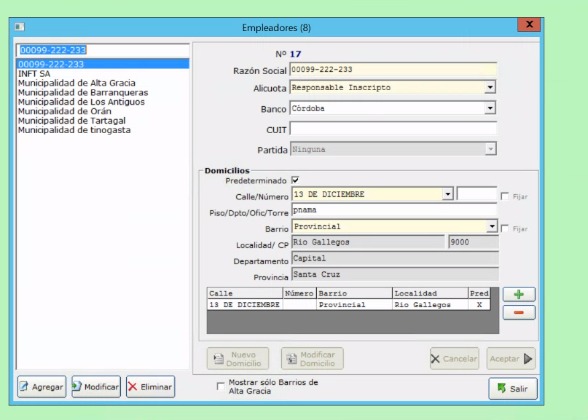 Empleadores (8)
X
00099-222-233
00099-222-233
INFT SA
Municipalidad de Alta Gracia
Municipalidad de Barranqueras
Municipalidad de Los Antiguos
Municipalidad de Orán
Municipalidad de Tartagal
Municipalidad de tinogasta
Nº 17
Razón Social 00099-222-233
Alicuota Responsable Inscripto
Banco Córdoba
CUIT
Partida Ninguna
Domicilios
Predeterminado
Calle/Número 13 DE DICIEMBRE Fijar
Piso/Dpto/Ofic/Torre pnama
Barrio Provincial Fijar
Localidad/ CP Rio Gallegos 9000
Departamento Capital
Provincia Santa Cruz
Calle Número Barrio Localidad Pred
13 DE DICIEMBRE Provincial Rio Gallegos X
Nuevo Domicilio
Modificar Domicilio
Cancelar
Aceptar
Agregar
Modificar
Eliminar
Mostrar sólo Barrios de
Alta Gracia
Salir